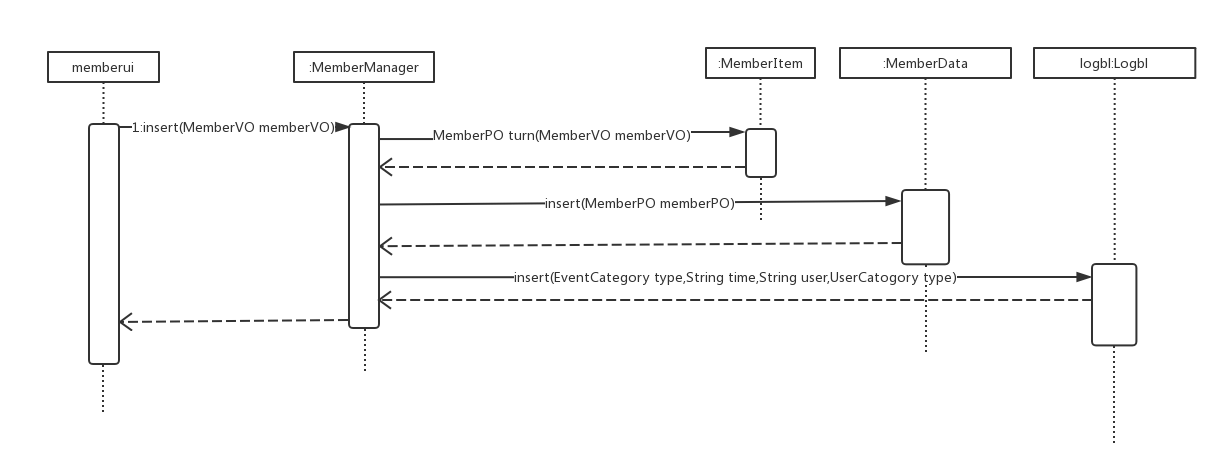 memberui
:MemberManager
:MemberItem
:MemberData
logbl:Logbl
1:insert(MemberVO memberVO)
MemberPO turn(MemberVO memberVO)
insert(MemberPO memberPO)
insert(EventCategory type,String time,String user,UserCatogory type)